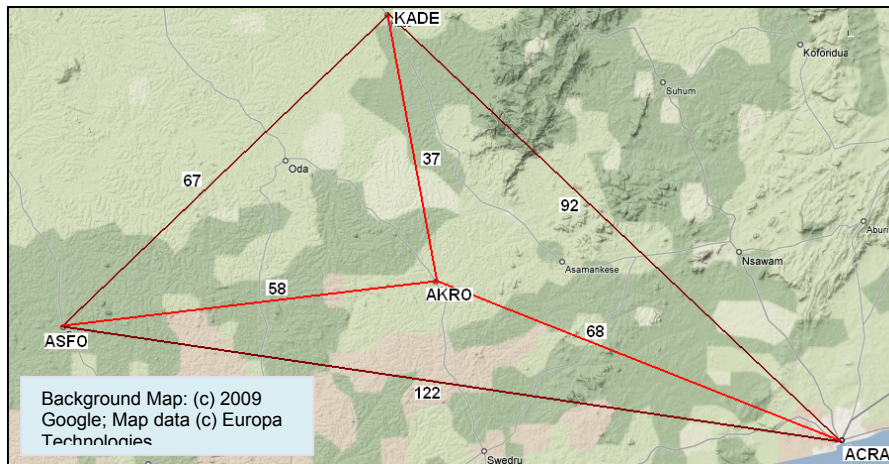 KADE
Koforidua
Suhum
37
Oda
67
92
Aburi
Nsawam
Asamankese
58
AKRO
ASFO
68
122
Background Map: (c) 2009
Google; Map data (c) Europa
Technologies
ACRA
Swedru